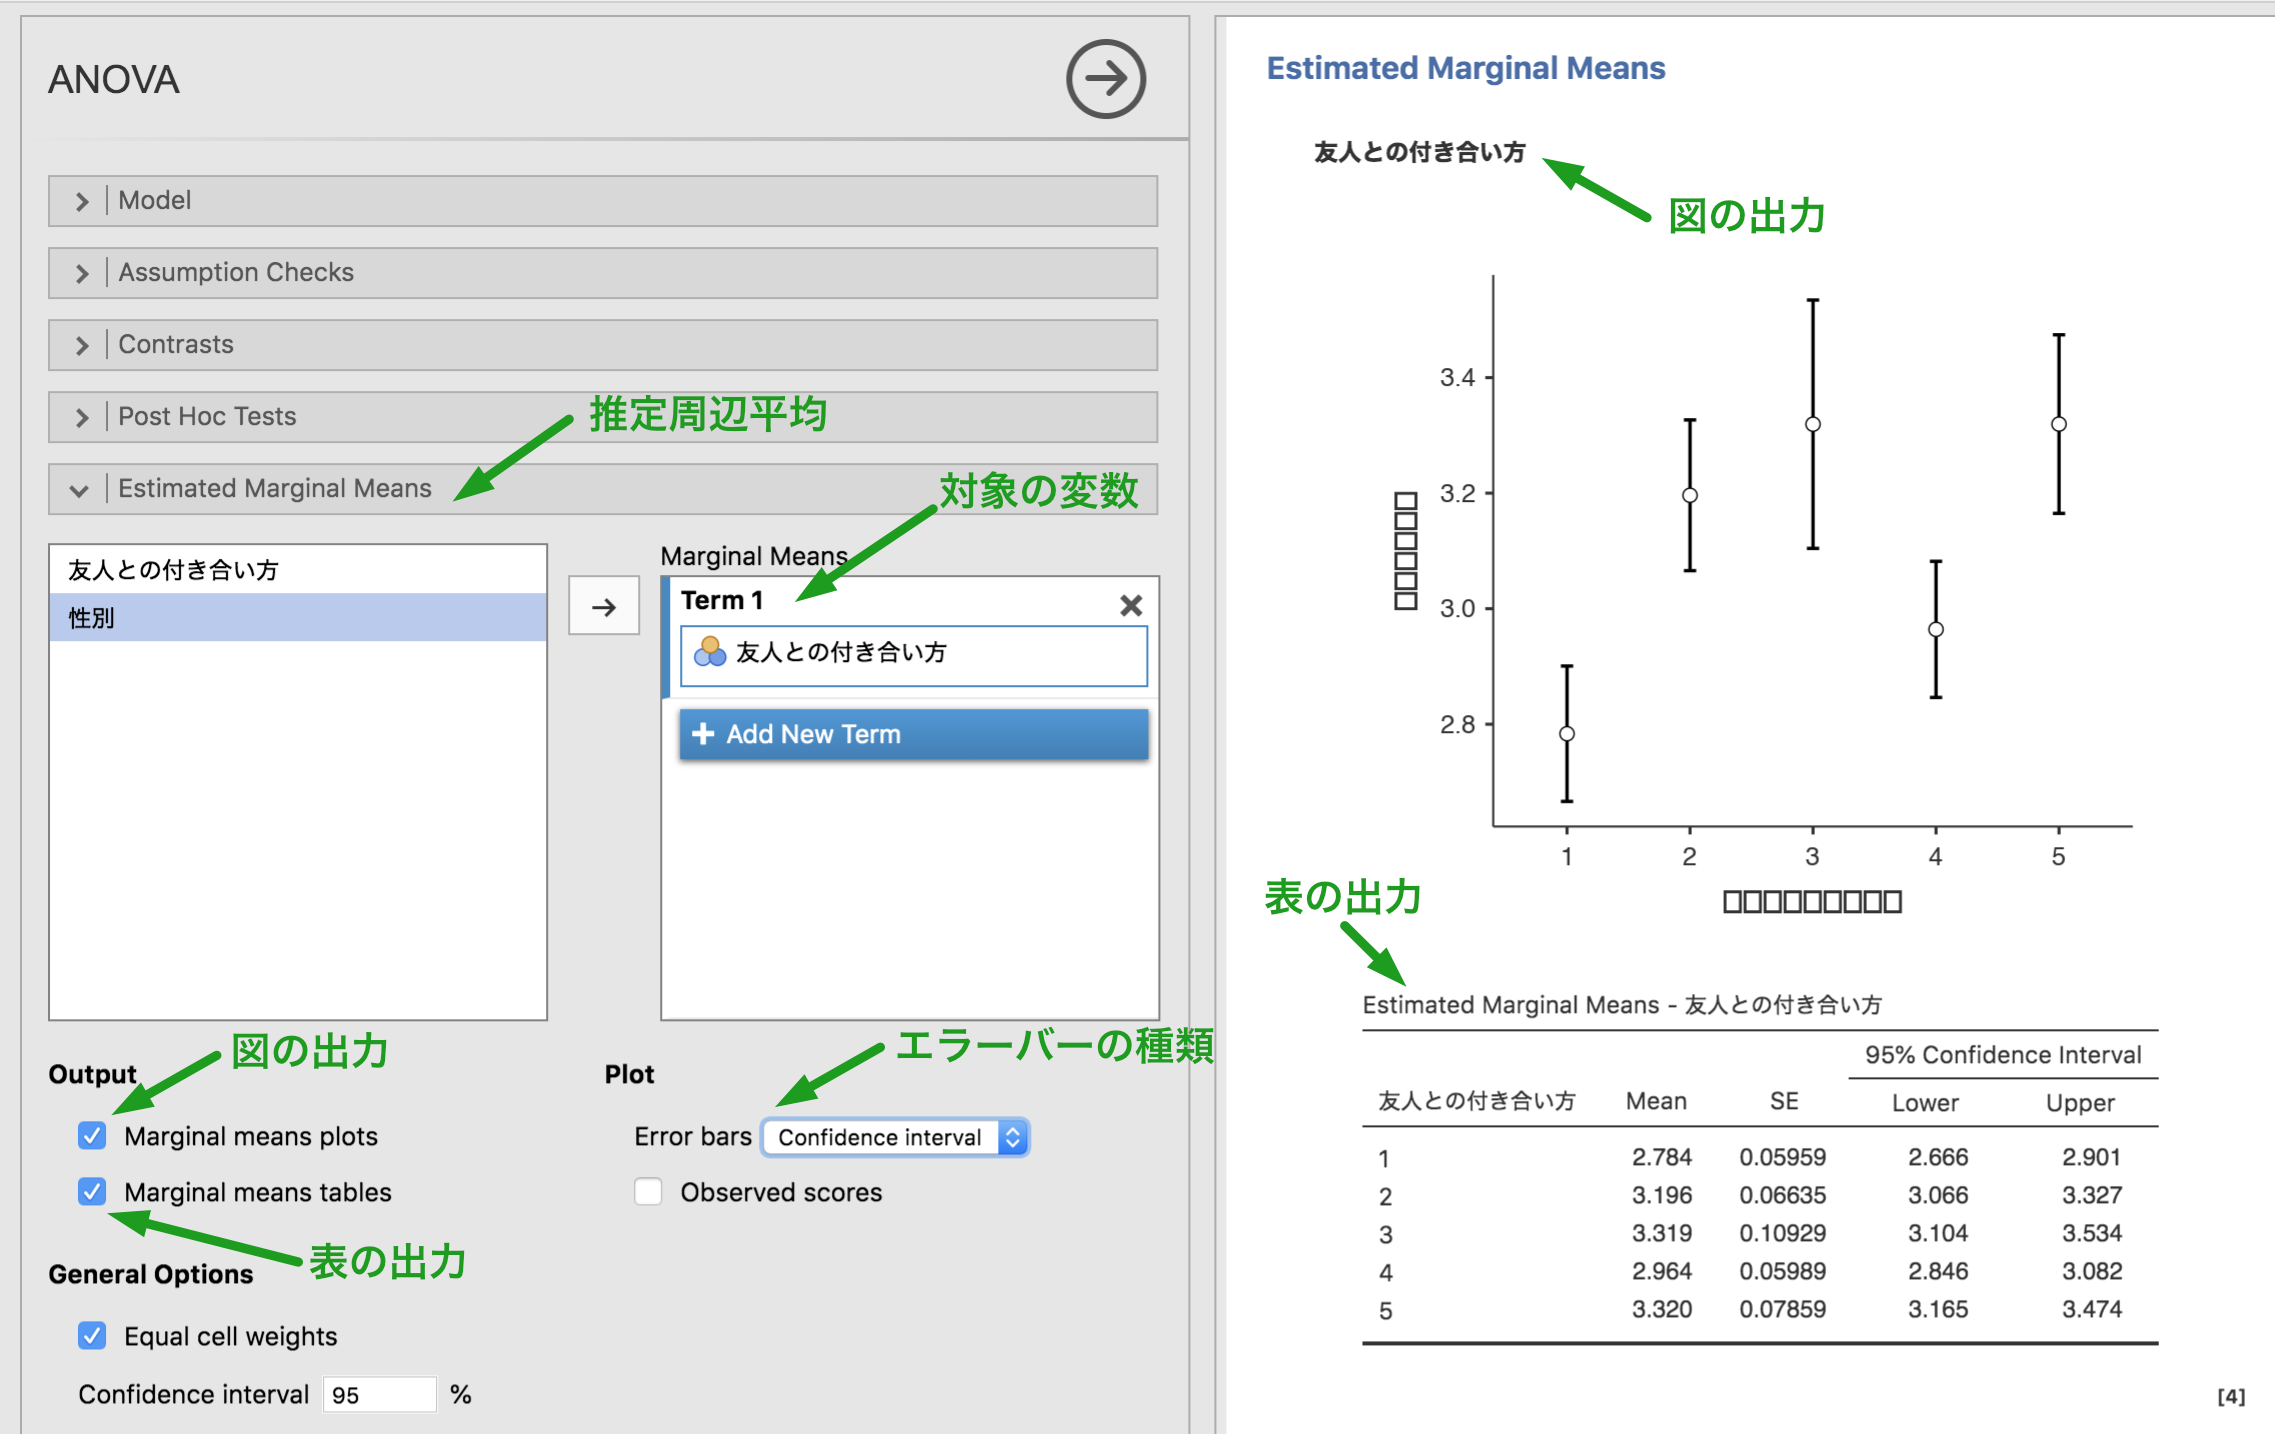 ANOVA
Model
Assumption Checks
Contrasts
Post Hoc Tests
推定周辺平均
Estimated Marginal Means
対象の変数
友人との付き合い方
性別
Marginal Means
Term 1
友人との付き合い方
Add New Term
図の出力
Output
Marginal means plots
Marginal means tables
表の出力
エラーバーの種類
Plot
Error bars Confidence interval
Observed scores
General Options
Equal cell weights
Confidence interval 95 %
Estimated Marginal Means
友人との付き合い方
図の出力
3.4
3.2
3.0
2.8
□□□□□□
1 2 3 4 5
□□□□□□□□□
表の出力
Estimated Marginal Means - 友人との付き合い方
95% Confidence Interval
友人との付き合い方 Mean SE Lower Upper
1 2.784 0.05959 2.666 2.901
2 3.196 0.06635 3.066 3.327
3 3.319 0.10929 3.104 3.534
4 2.964 0.05989 2.846 3.082
5 3.320 0.07859 3.165 3.474
[4]